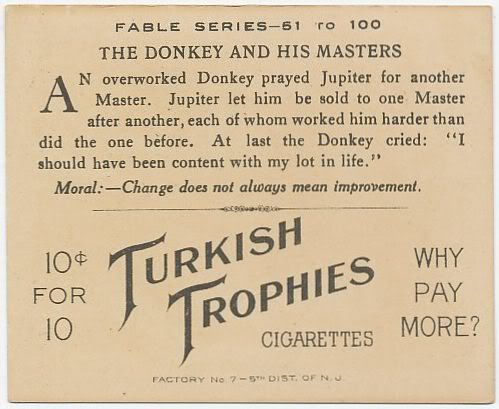 FABLE SERIES—51 TO 100
THE DONKEY AND HIS MASTERS
AN overworked Donkey prayed Jupiter for another
Master. Jupiter let him be sold to one Master
after another, each of whom worked him harder than
did the one before. At last the Donkey cried: "I
should have been content with my lot in life."
Moral:—Change does not always mean improvement.
10¢
FOR
10
TURKISH
TROPHIES
CIGARETTES
WHY
PAY
MORE?
FACTORY No. 7—5TH DIST. OF N. J.